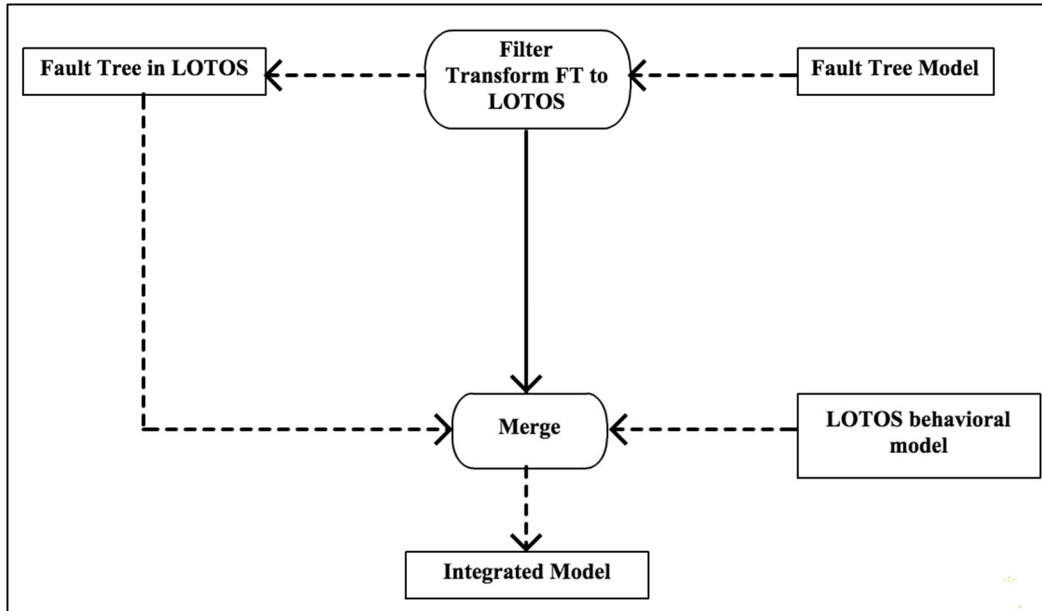 Filter
Transform FT to
LOTOS
Fault Tree in LOTOS
Fault Tree Model
Merge
LOTOS behavioral
model
Integrated Model